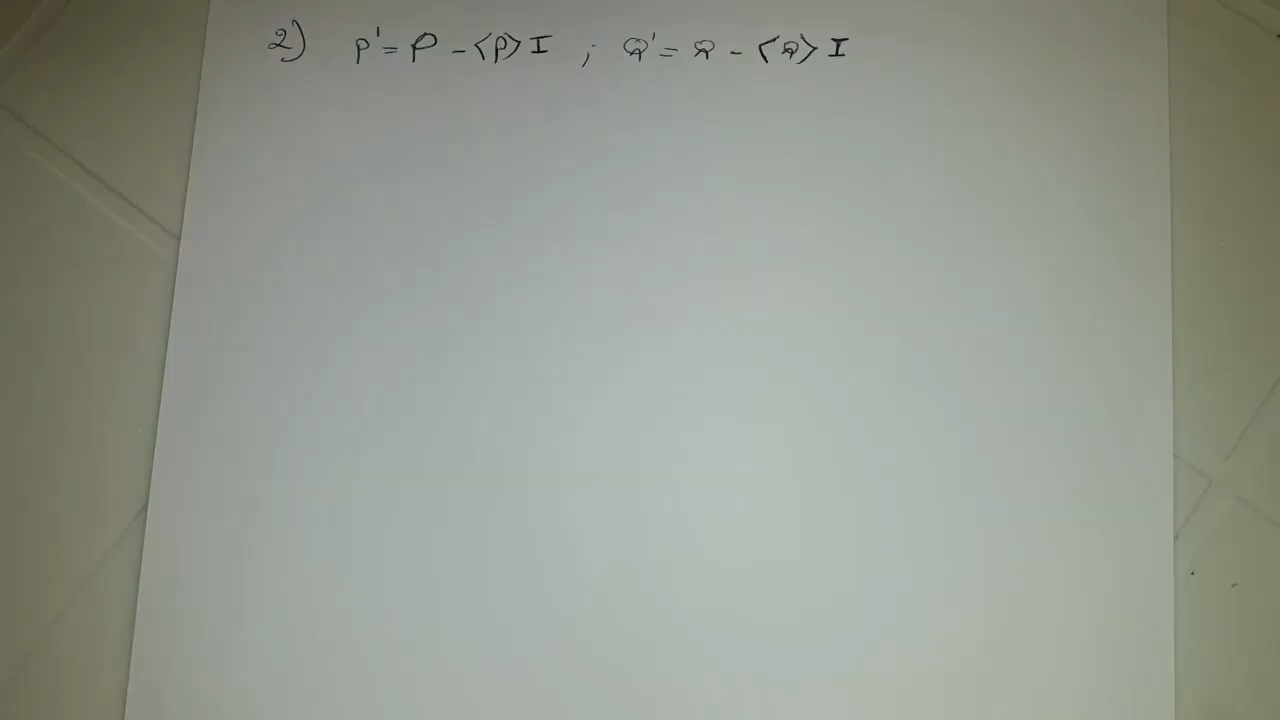 2) P' = P - <P> I ; Q' = Q - <Q> I